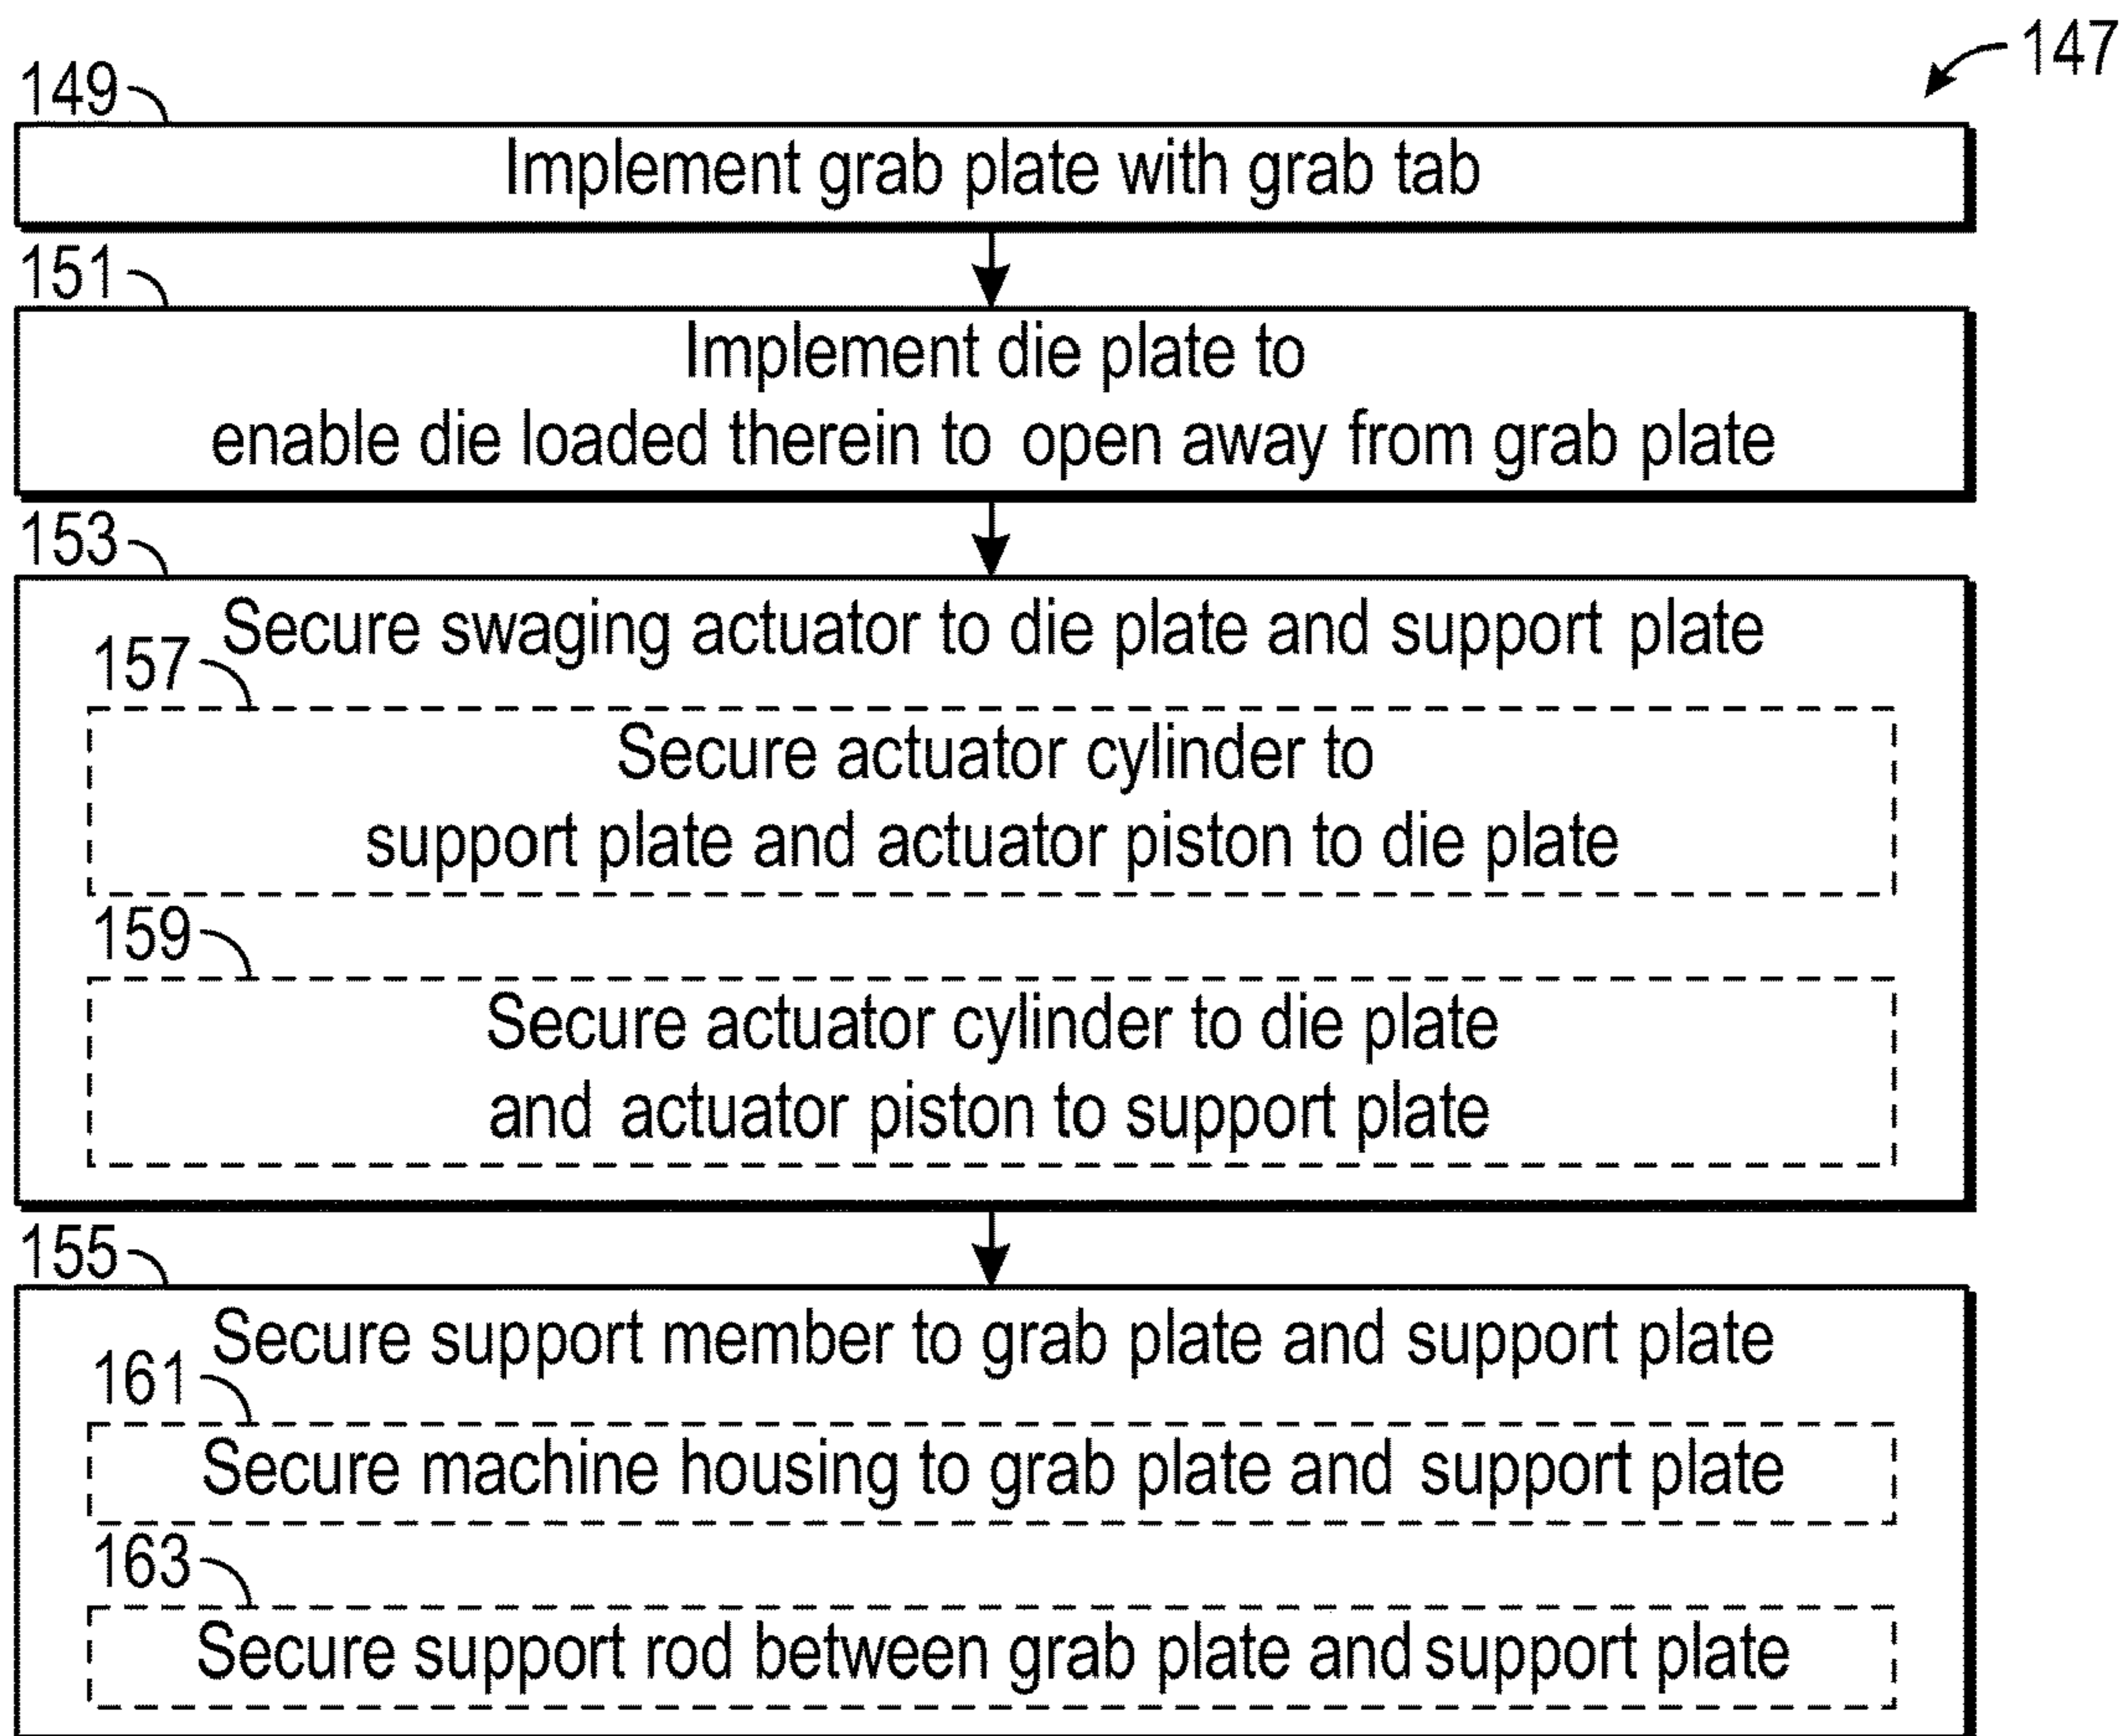 147
149
Implement grab plate with grab tab
151
Implement die plate to
enable die loaded therein to open away from grab plate
153
Secure swaging actuator to die plate and support plate
157
Secure actuator cylinder to
support plate and actuator piston to die plate
159
Secure actuator cylinder to die plate
and actuator piston to support plate
155
Secure support member to grab plate and support plate
161
Secure machine housing to grab plate and support plate
163
Secure support rod between grab plate and support plate